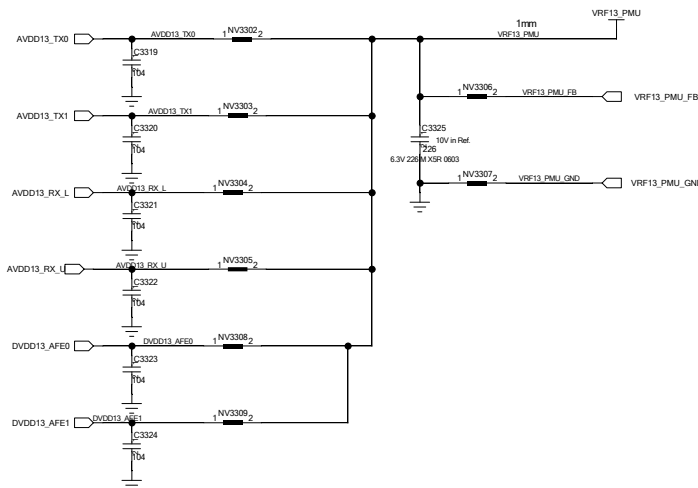 VRF13_PMU
1mm
AVDD13_TX0
AVDD13_TX0
1 NV3302 2
VRF13_PMU
C3319
104
1 NV3306 2
VRF13_PMU_FB
VRF13_PMU_FB
AVDD13_TX1
AVDD13_TX1
1 NV3303 2
C3320
104
C3325
10V in Ref.
226
6.3V 226 M X5R 0603
AVDD13_RX_L
AVDD13_RX_L
1 NV3304 2
C3321
104
1 NV3307 2
VRF13_PMU_GND
VRF13_PMU_GND
AVDD13_RX_U
AVDD13_RX_U
1 NV3305 2
C3322
104
DVDD13_AFE0
DVDD13_AFE0
1 NV3308 2
C3323
104
DVDD13_AFE1
DVDD13_AFE1
1 NV3309 2
C3324
104